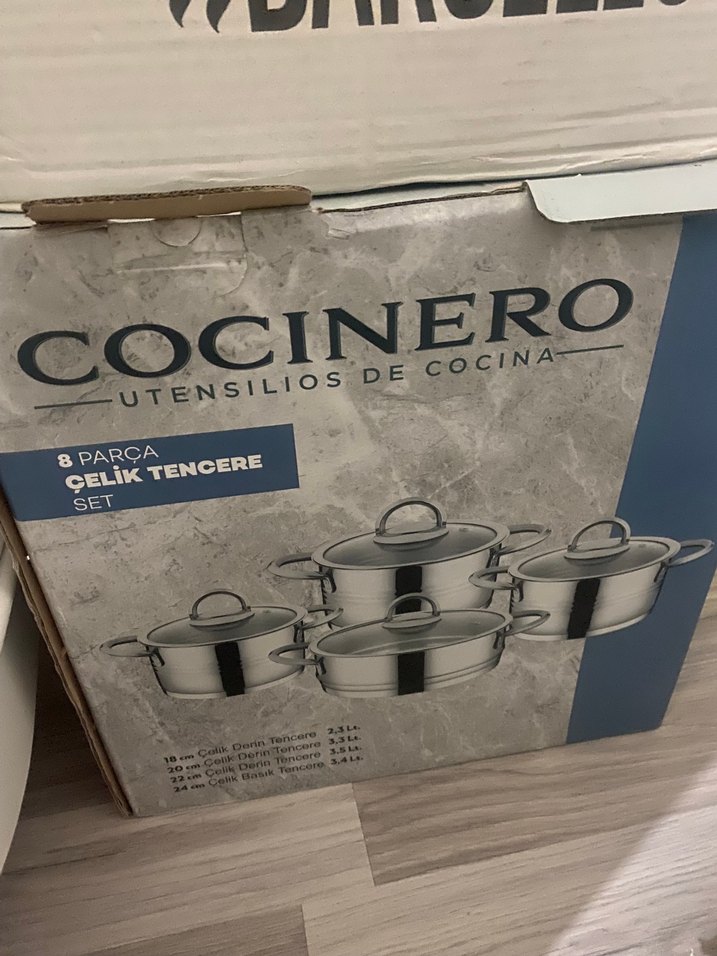 COCINERO
UTENSILIOS DE COCINA
8 PARÇA
ÇELİK TENCERE
SET
18 cm Çelik Derin Tencere 2,3 Lt.
20 cm Çelik Derin Tencere 3,3 Lt.
22 cm Çelik Derin Tencere 3,5 Lt.
24 cm Çelik Basık Tencere 3,4 Lt.